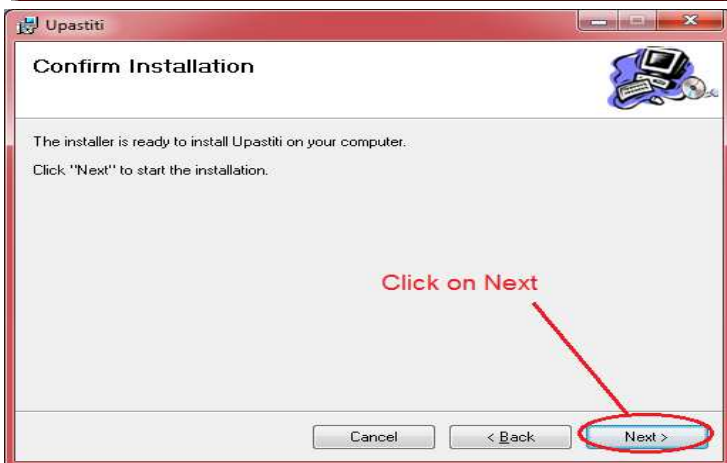 Upastiti
Confirm Installation
The installer is ready to install Upastiti on your computer.
Click "Next" to start the installation.
Click on Next
Cancel
< Back
Next >